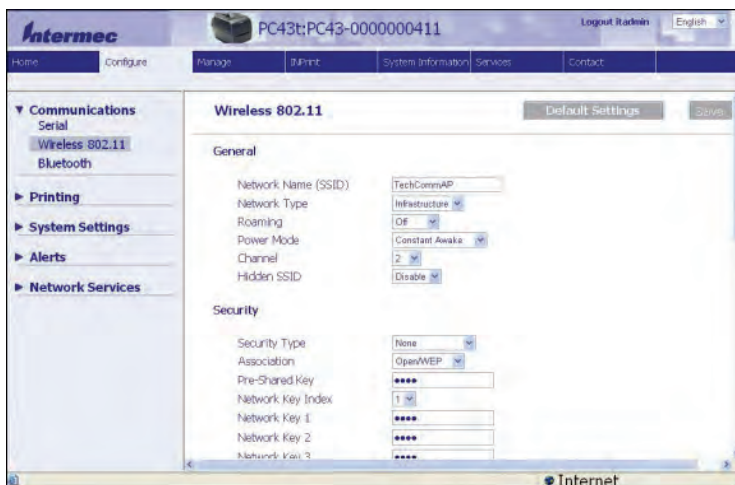 Intermec
PC43t:PC43-0000000411
Logout itadmin
English
Home
Configure
Manage
INPrint
System Information
Services
Contact
Communications
Serial
Wireless 802.11
Bluetooth
Printing
System Settings
Alerts
Network Services
Wireless 802.11
Default Settings
Save
General
Network Name (SSID) TechCommAP
Network Type Infrastructure
Roaming Off
Power Mode Constant Awake
Channel 2
Hidden SSID Disable
Security
Security Type None
Association Open/WEP
Pre-Shared Key ••••
Network Key Index 1
Network Key 1 ••••
Network Key 2 ••••
Network Key 3 ••••
Internet